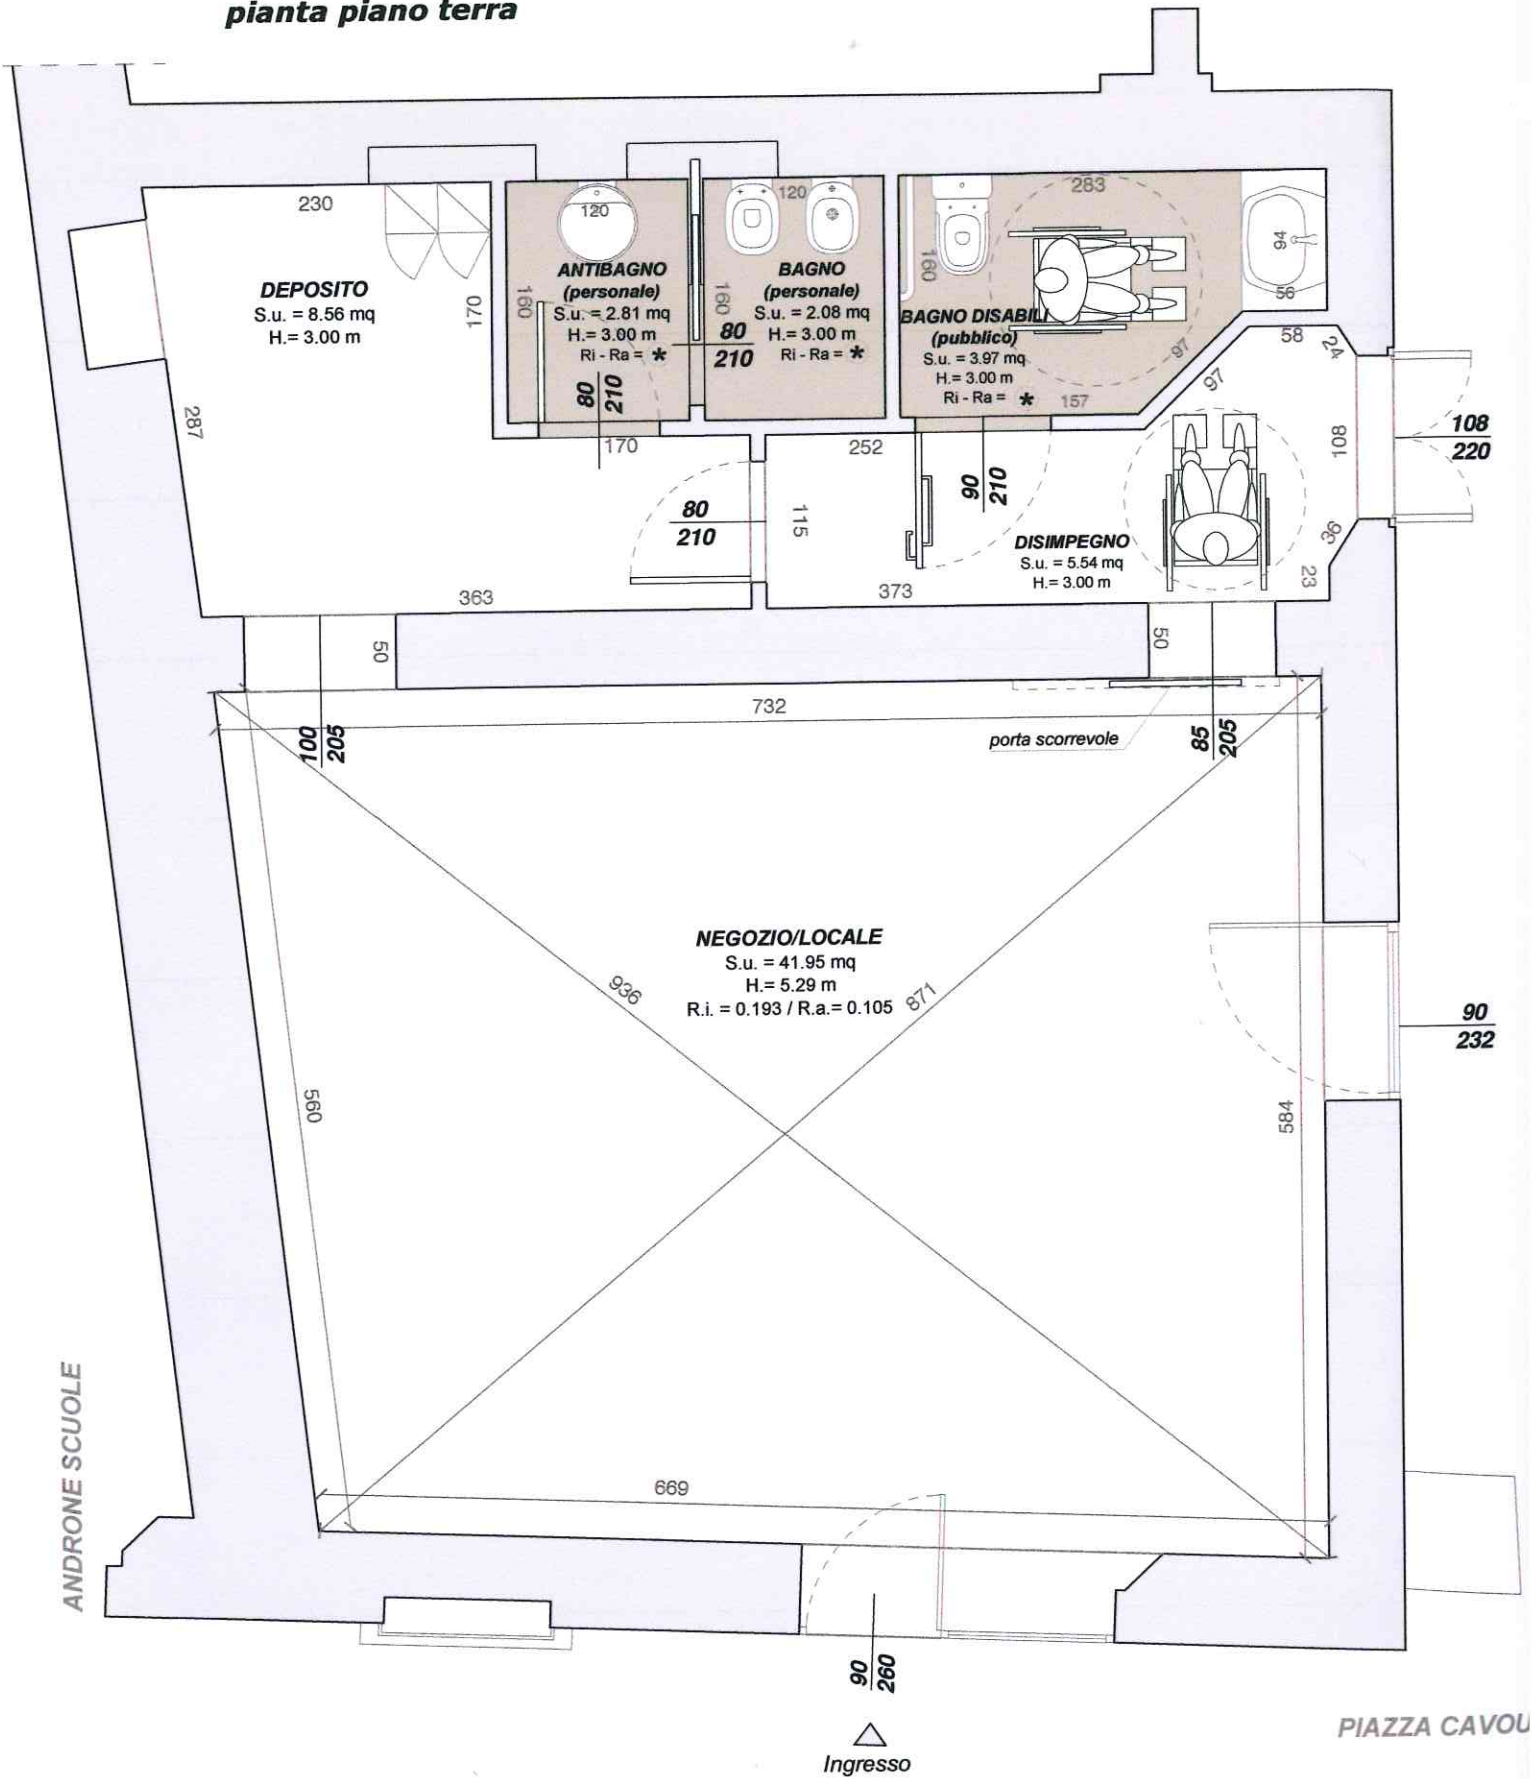 pianta piano terra
230
DEPOSITO
S.u. = 8.56 mq
H.= 3.00 m
170
287
363
120
160
ANTIBAGNO
(personale)
S.u. = 2.81 mq
H.= 3.00 m
Ri - Ra = *
80
210
170
120
160
BAGNO
(personale)
S.u. = 2.08 mq
H.= 3.00 m
Ri - Ra = *
80
210
283
160
BAGNO DISABILI
(pubblico)
S.u. = 3.97 mq
H.= 3.00 m
Ri - Ra = *
157
97
94
56
58
24
97
108
108
220
36
23
252
80
210
115
90
210
DISIMPEGNO
S.u. = 5.54 mq
H.= 3.00 m
373
50
50
732
100
205
porta scorrevole
85
205
NEGOZIO/LOCALE
S.u. = 41.95 mq
H.= 5.29 m
R.i. = 0.193 / R.a.= 0.105
936
871
560
584
90
232
669
90
260
Ingresso
ANDRONE SCUOLE
PIAZZA CAVOU